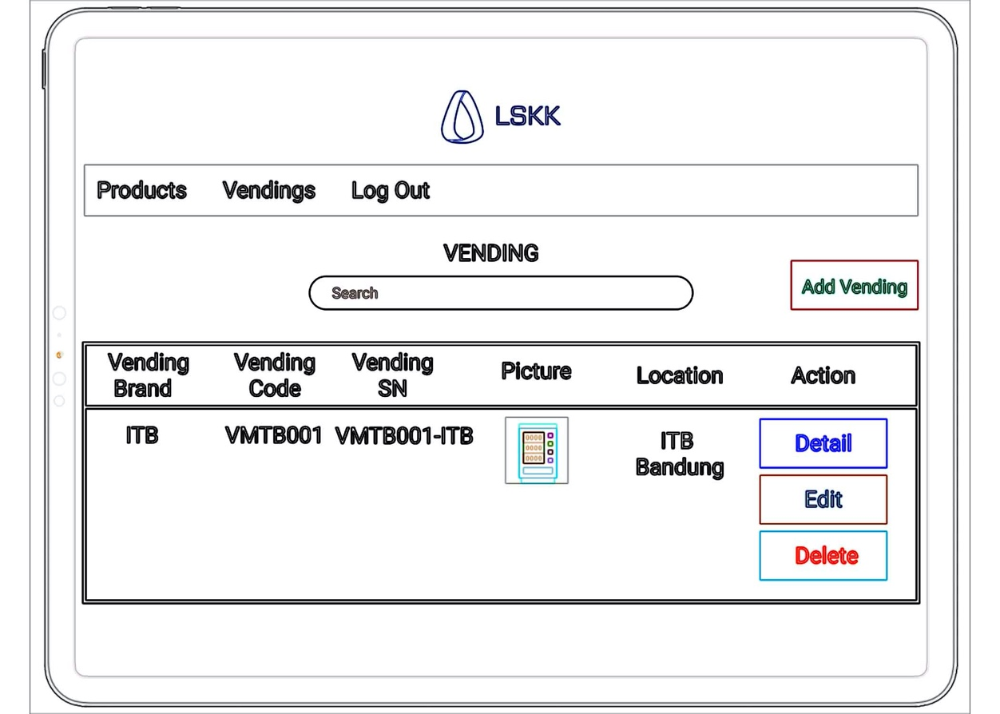 LSKK
Products Vendings Log Out
VENDING
Search
Add Vending
Vending Brand Vending Code Vending SN Picture Location Action
ITB VMTB001 VMTB001-ITB ITB Bandung
Detail
Edit
Delete